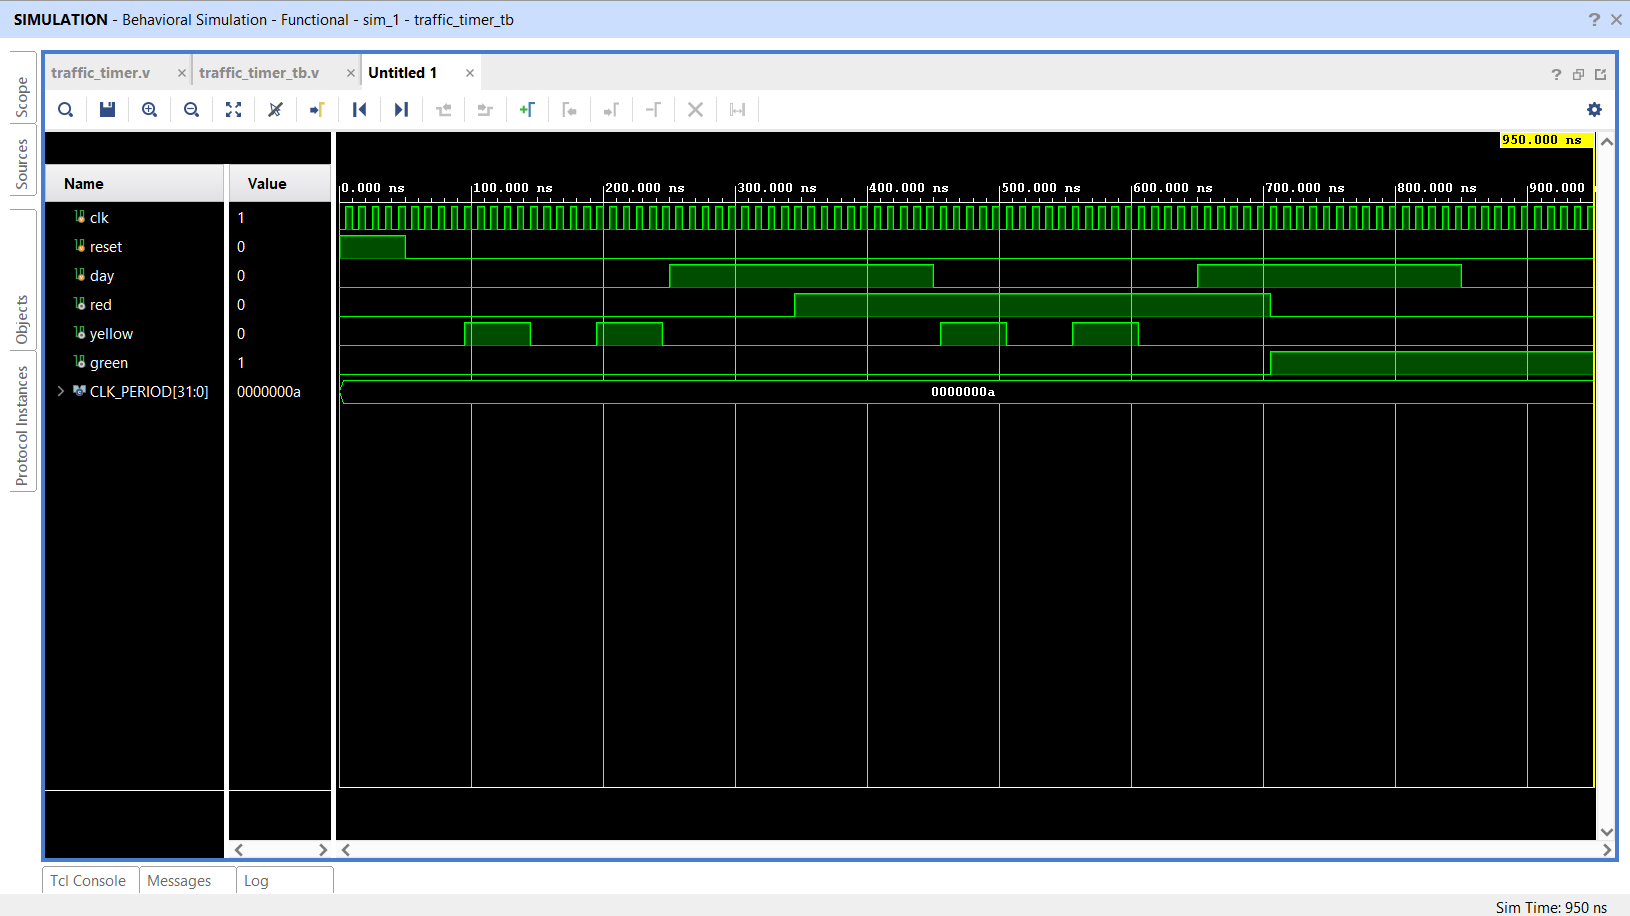 SIMULATION - Behavioral Simulation - Functional - sim_1 - traffic_timer_tb
? ×
Scope
Sources
Objects
Protocol Instances
traffic_timer.v × traffic_timer_tb.v × Untitled 1 ×
?
950.000 ns
Name Value
0.000 ns 100.000 ns 200.000 ns 300.000 ns 400.000 ns 500.000 ns 600.000 ns 700.000 ns 800.000 ns 900.000
clk 1
reset 0
day 0
red 0
yellow 0
green 1
CLK_PERIOD[31:0] 0000000a 0000000a
Tcl Console Messages Log
Sim Time: 950 ns